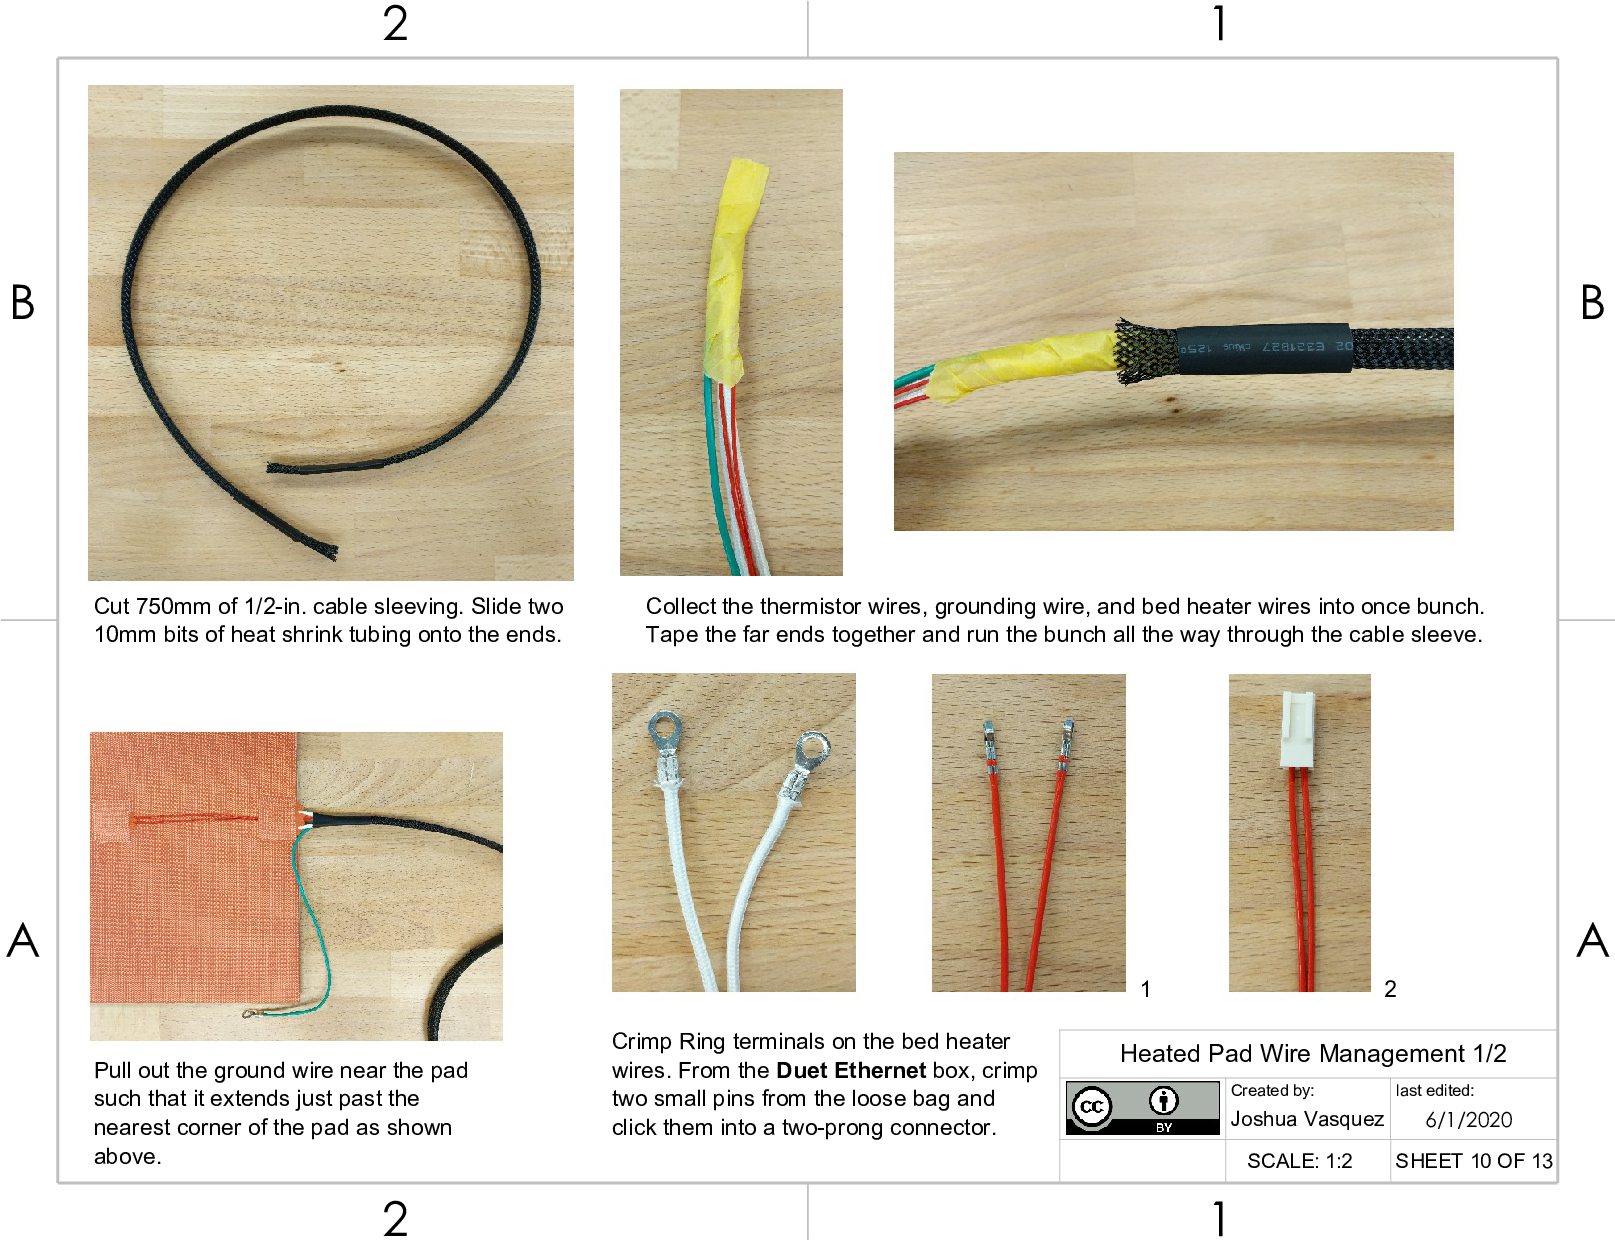 2
1
B
B
Cut 750mm of 1/2-in. cable sleeving. Slide two
10mm bits of heat shrink tubing onto the ends.
125° cЯUus E331827 02
Collect the thermistor wires, grounding wire, and bed heater wires into once bunch.
Tape the far ends together and run the bunch all the way through the cable sleeve.
A
A
1
2
Pull out the ground wire near the pad
such that it extends just past the
nearest corner of the pad as shown
above.
Crimp Ring terminals on the bed heater
wires. From the Duet Ethernet box, crimp
two small pins from the loose bag and
click them into a two-prong connector.
Heated Pad Wire Management 1/2
cc
BY
Created by:
Joshua Vasquez
last edited:
6/1/2020
SCALE: 1:2
SHEET 10 OF 13
2
1